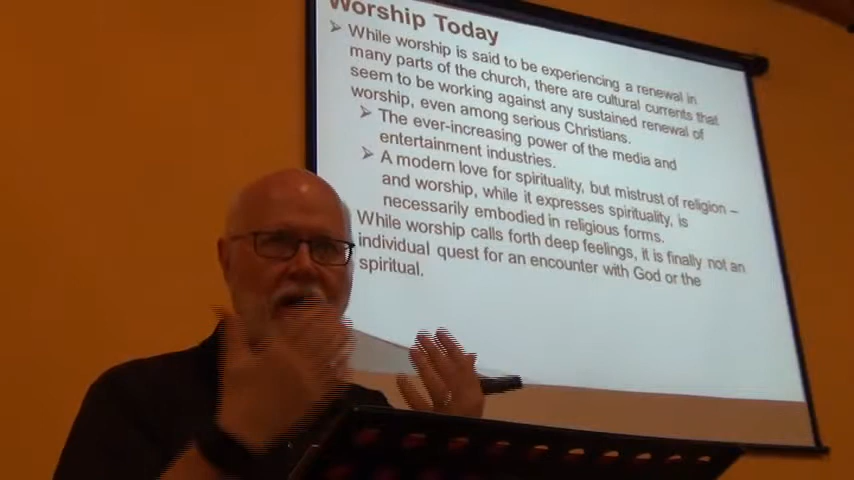 Worship Today
➢ While worship is said to be experiencing a renewal in
many parts of the church, there are cultural currents that
seem to be working against any sustained renewal of
worship, even among serious Christians.
➢ The ever-increasing power of the media and
entertainment industries.
➢ A modern love for spirituality, but mistrust of religion –
and worship, while it expresses spirituality, is
necessarily embodied in religious forms.
While worship calls forth deep feelings, it is finally not an
individual quest for an encounter with God or the
spiritual.